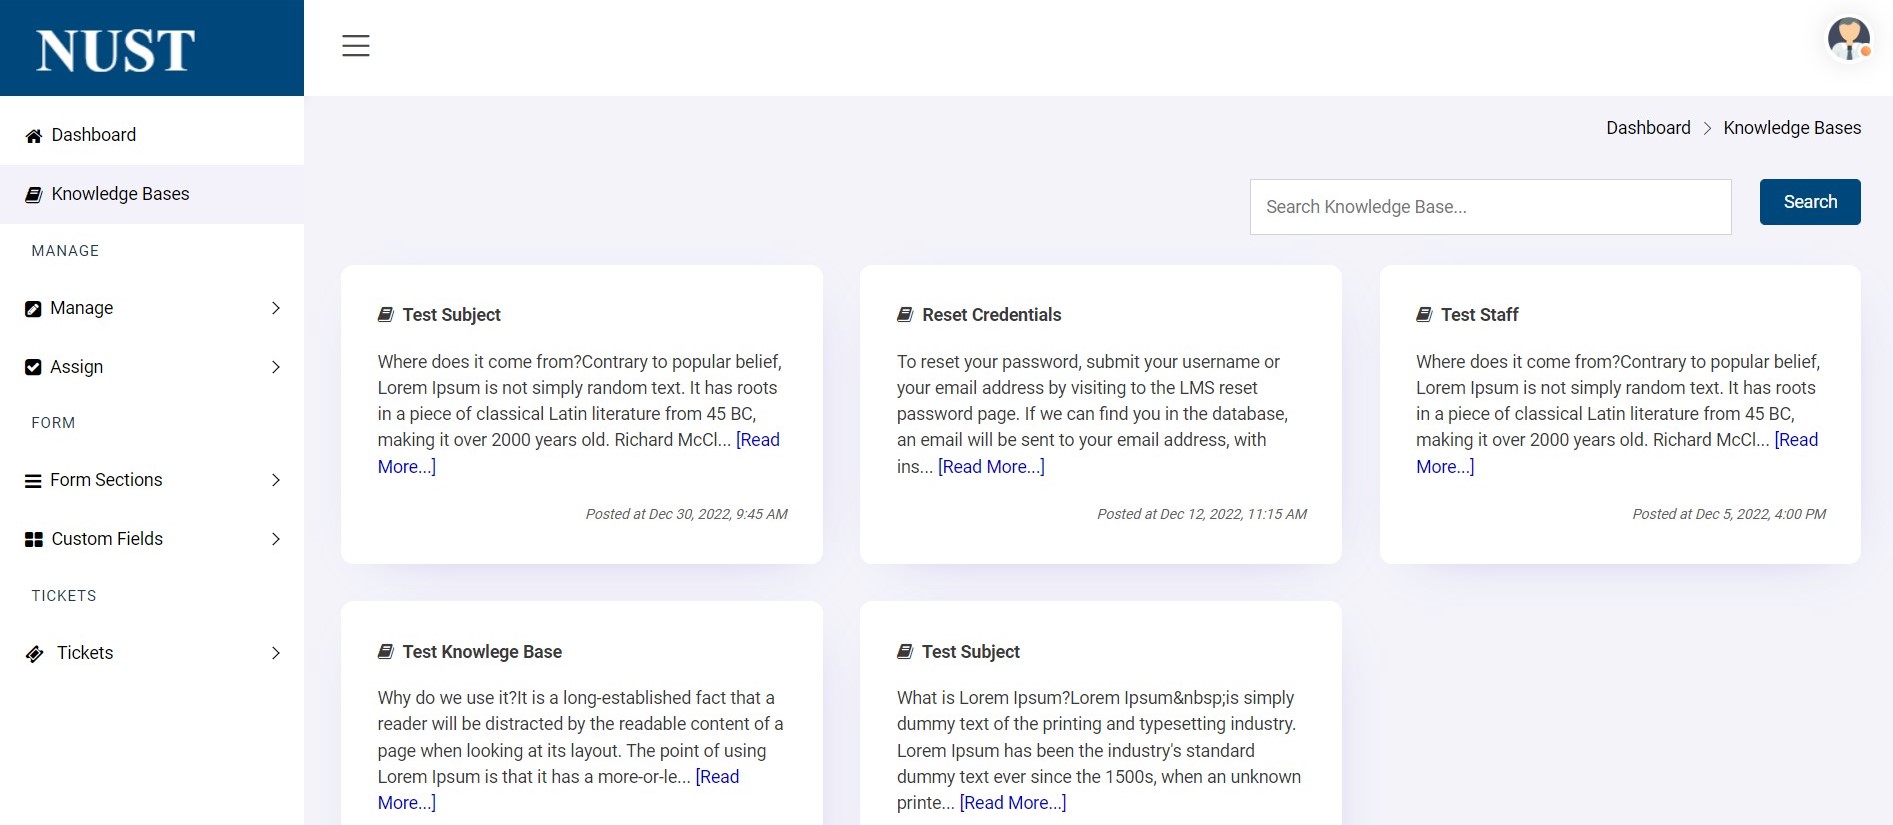 NUST
Dashboard
Knowledge Bases
MANAGE
Manage
Assign
FORM
Form Sections
Custom Fields
TICKETS
Tickets
Dashboard > Knowledge Bases
Search Knowledge Base...
Search
Test Subject
Where does it come from?Contrary to popular belief,
Lorem Ipsum is not simply random text. It has roots
in a piece of classical Latin literature from 45 BC,
making it over 2000 years old. Richard McCl... [Read
More...]
Posted at Dec 30, 2022, 9:45 AM
Reset Credentials
To reset your password, submit your username or
your email address by visiting to the LMS reset
password page. If we can find you in the database,
an email will be sent to your email address, with
ins... [Read More...]
Posted at Dec 12, 2022, 11:15 AM
Test Staff
Where does it come from?Contrary to popular belief,
Lorem Ipsum is not simply random text. It has roots
in a piece of classical Latin literature from 45 BC,
making it over 2000 years old. Richard McCl... [Read
More...]
Posted at Dec 5, 2022, 4:00 PM
Test Knowlege Base
Why do we use it?It is a long-established fact that a
reader will be distracted by the readable content of a
page when looking at its layout. The point of using
Lorem Ipsum is that it has a more-or-le... [Read
More...]
Test Subject
What is Lorem Ipsum?Lorem Ipsum&nbsp;is simply
dummy text of the printing and typesetting industry.
Lorem Ipsum has been the industry's standard
dummy text ever since the 1500s, when an unknown
printe... [Read More...]